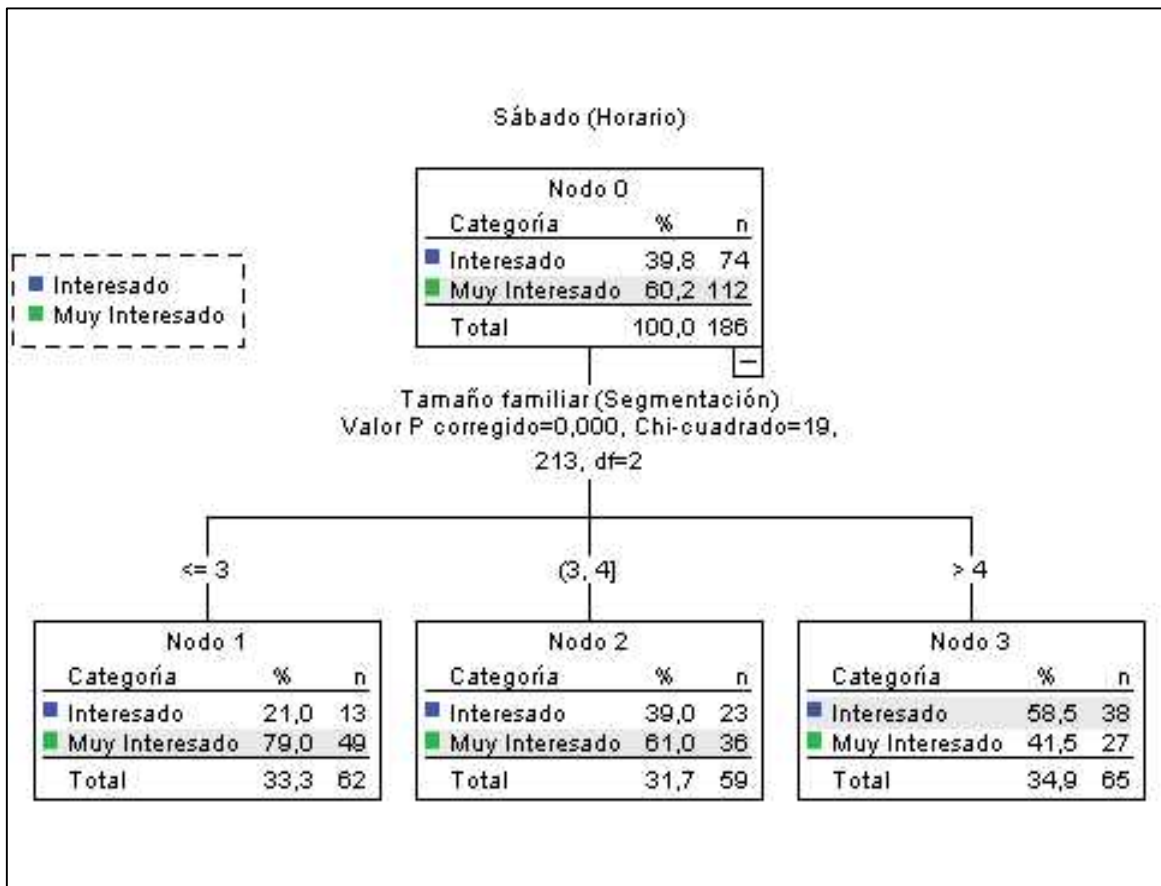 Sábado (Horario)
Nodo 0
Categoría % n
Interesado 39,8 74
Muy Interesado 60,2 112
Total 100,0 186
Interesado
Muy Interesado
Tamaño familiar (Segmentación)
Valor P corregido=0,000, Chi-cuadrado=19,
213, df=2
<= 3
(3, 4]
> 4
Nodo 1
Categoría % n
Interesado 21,0 13
Muy Interesado 79,0 49
Total 33,3 62
Nodo 2
Categoría % n
Interesado 39,0 23
Muy Interesado 61,0 36
Total 31,7 59
Nodo 3
Categoría % n
Interesado 58,5 38
Muy Interesado 41,5 27
Total 34,9 65